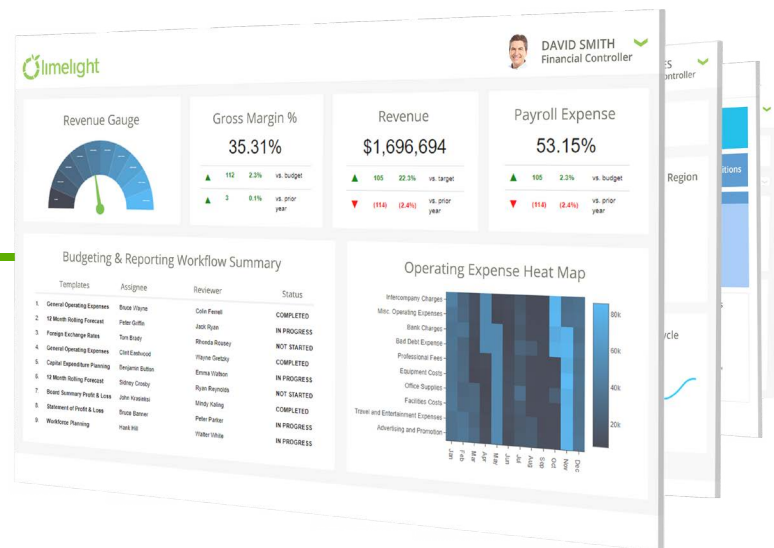 limelight
DAVID SMITH
Financial Controller
Revenue Gauge
Gross Margin %
35.31%
112 2.3% vs. budget
3 0.1% vs. prior
year
Revenue
$1,696,694
105 22.3% vs. target
(114) (2.4%) vs. prior
year
Payroll Expense
53.15%
105 2.3% vs. budget
(114) (2.4%) vs. prior
year
Budgeting & Reporting Workflow Summary
Templates Assignee Reviewer Status
1. General Operating Expenses Bruce Wayne Colin Ferrell COMPLETED
2. 12 Month Rolling Forecast Peter Griffin Jack Ryan IN PROGRESS
3. Foreign Exchange Rates Tom Brady Rhonda Rousey NOT STARTED
4. General Operating Expenses Clint Eastwood Wayne Gretzky COMPLETED
5. Capital Expenditure Planning Benjamin Button Emma Watson IN PROGRESS
6. 12 Month Rolling Forecast Sidney Crosby Ryan Reynolds NOT STARTED
7. Board Summary Profit & Loss John Krasinksi Mindy Kaling COMPLETED
8. Statement of Profit & Loss Bruce Banner Peter Parker IN PROGRESS
9. Workforce Planning Hank Hill Walter White IN PROGRESS
Operating Expense Heat Map
Intercompany Charges
Misc. Operating Expenses
Bank Charges
Bad Debt Expense
Professional Fees
Equipment Costs
Office Supplies
Facilities Costs
Travel and Entertainment Expenses
Advertising and Promotion
Jan Feb Mar Apr May Jun Jul Aug Sep Oct Nov Dec
80k
60k
40k
20k
ES
ontroller
Region
ycle
itions